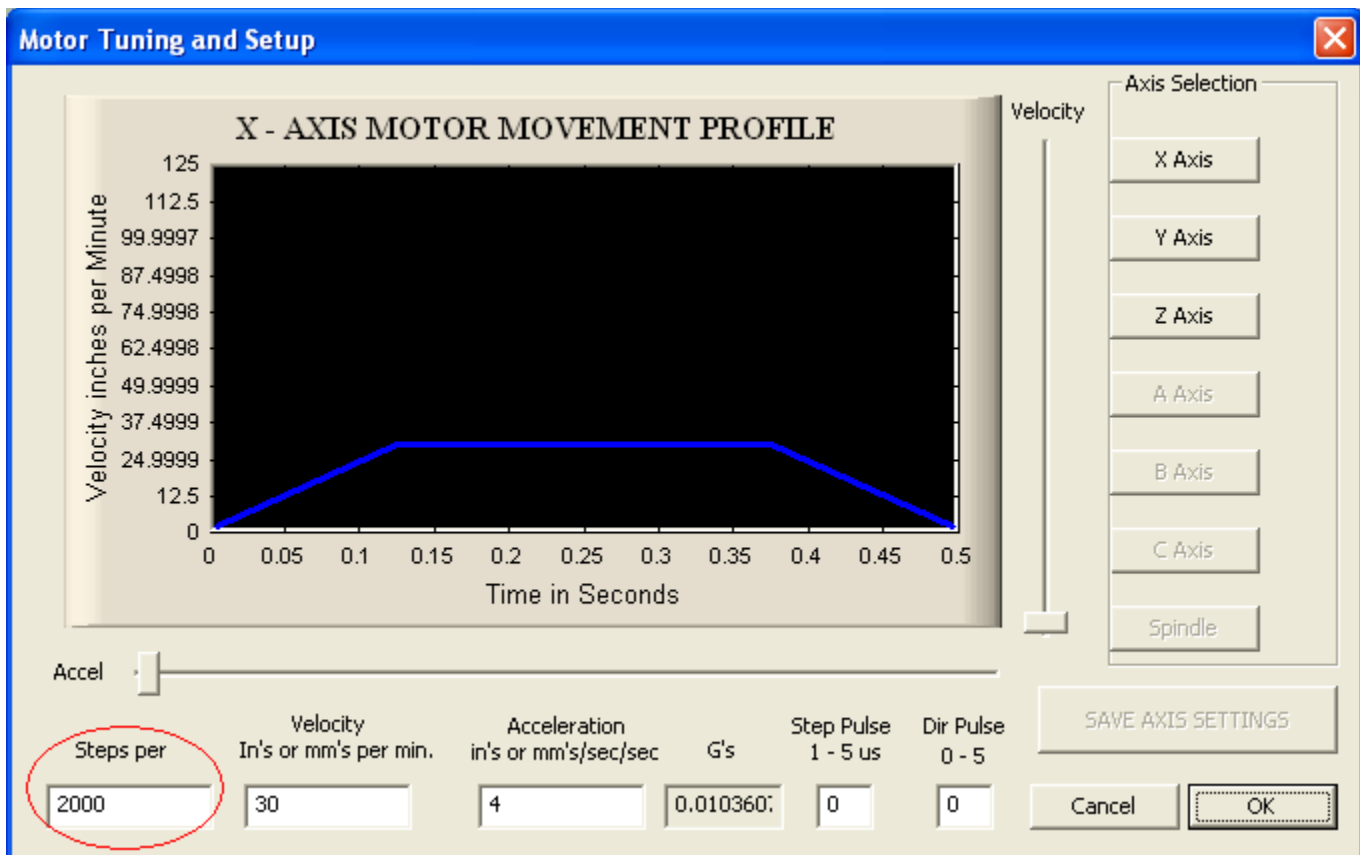 Motor Tuning and Setup
X - AXIS MOTOR MOVEMENT PROFILE
Velocity inches per Minute
125
112.5
99.9997
87.4998
74.9998
62.4998
49.9999
37.4999
24.9999
12.5
0
0 0.05 0.1 0.15 0.2 0.25 0.3 0.35 0.4 0.45 0.5
Time in Seconds
Velocity
Axis Selection
X Axis
Y Axis
Z Axis
A Axis
B Axis
C Axis
Spindle
Accel
Steps per
2000
Velocity
In's or mm's per min.
30
Acceleration
in's or mm's/sec/sec
4
G's
0.010360
Step Pulse
1 - 5 us
0
Dir Pulse
0 - 5
0
SAVE AXIS SETTINGS
Cancel OK